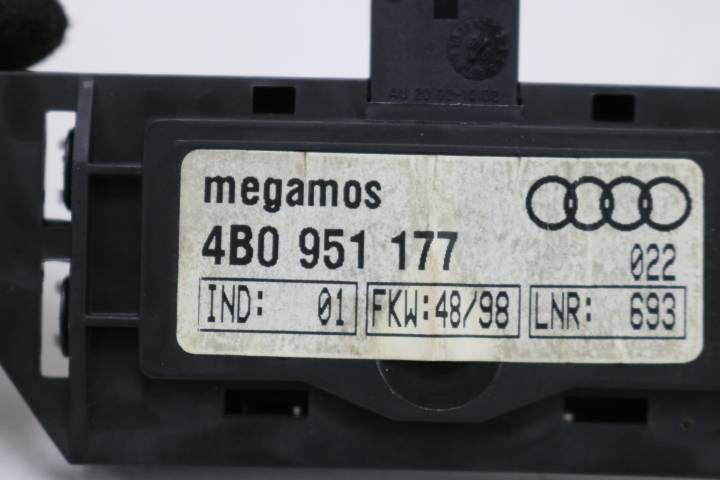 megamos
4B0 951 177
022
IND: 01
FKW:48/98
LNR: 693